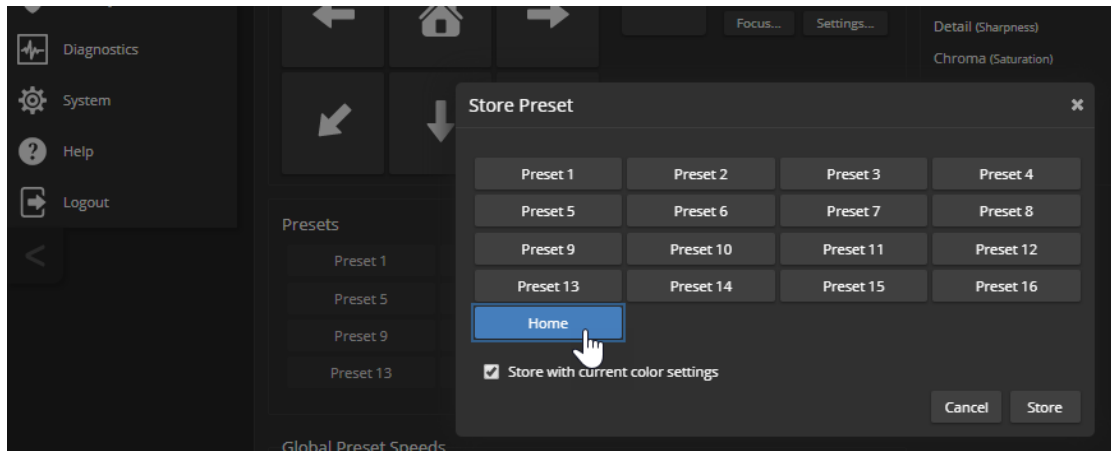 Diagnostics
System
Help
Logout
<
Focus...
Settings...
Detail (Sharpness)
Chroma (Saturation)
Store Preset
Preset 1
Preset 2
Preset 3
Preset 4
Preset 5
Preset 6
Preset 7
Preset 8
Preset 9
Preset 10
Preset 11
Preset 12
Preset 13
Preset 14
Preset 15
Preset 16
Home
Store with current color settings
Cancel
Store
Presets
Preset 1
Preset 5
Preset 9
Preset 13
Global Preset Speeds